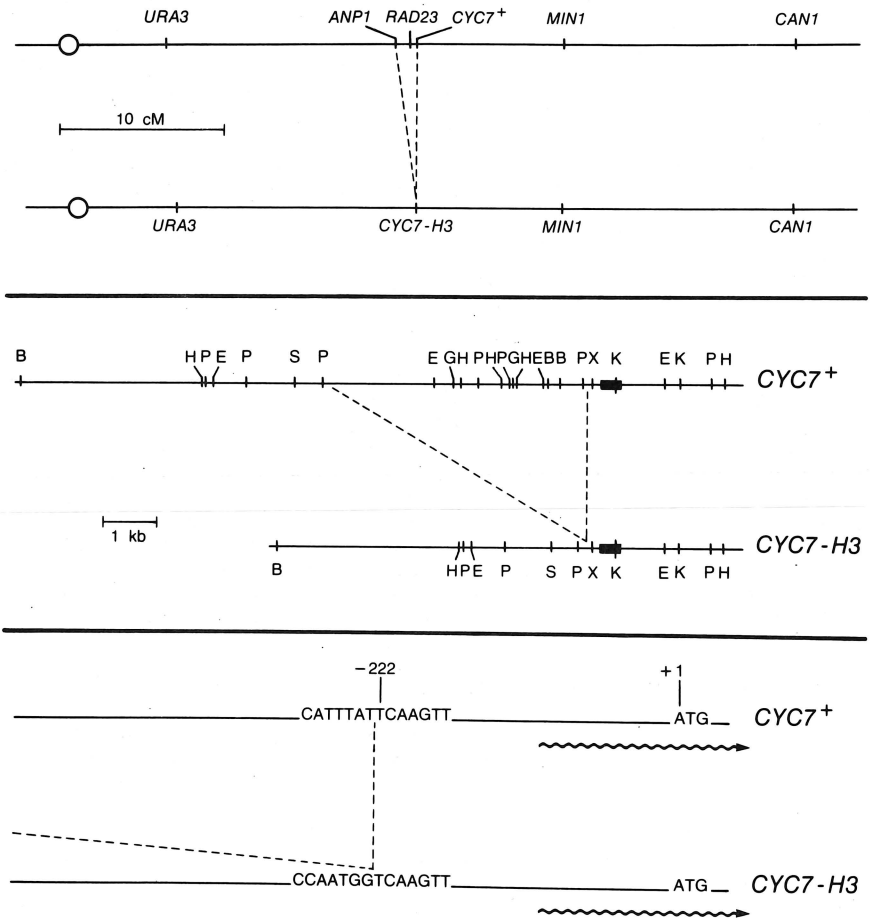 URA3 ANP1 RAD23 CYC7+ MIN1 CAN1
10 cM
URA3 CYC7-H3 MIN1 CAN1
B H P E P S P E G H P H P G H E B B P X K E K P H CYC7+
1 kb
CYC7-H3
B H P E P S P X K E K P H
-222 +1
CATTTATTCAAGTT ATG CYC7+
CCAATGGTCAAGTT ATG CYC7-H3